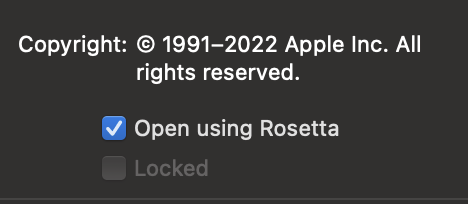 Copyright: © 1991–2022 Apple Inc. All
rights reserved.
Open using Rosetta
Locked